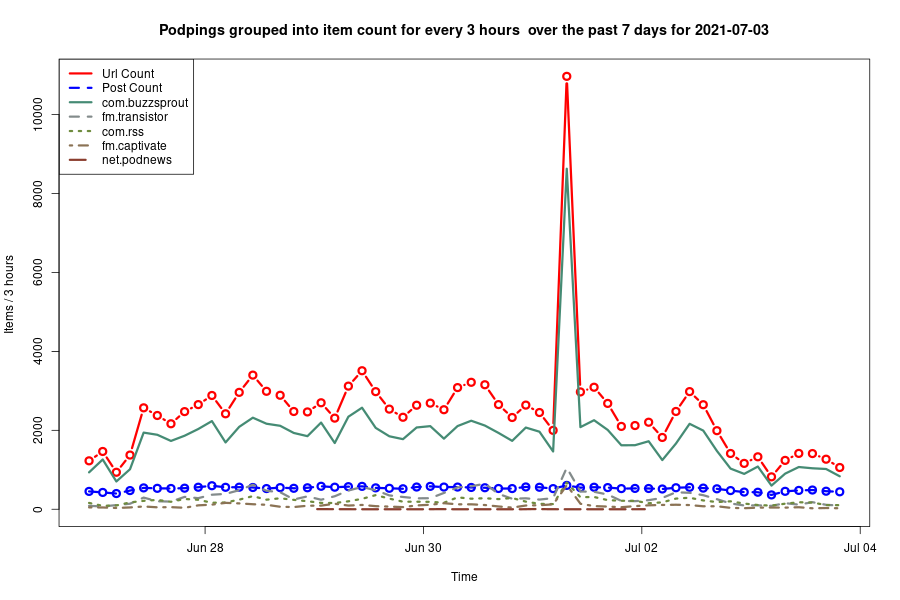 Podpings grouped into item count for every 3 hours  over the past 7 days for 2021-07-03
Url Count
Post Count
com.buzzsprout
fm.transistor
com.rss
fm.captivate
net.podnews
10000
8000
6000
4000
2000
0
Items / 3 hours
Jun 28
Jun 30
Jul 02
Jul 04
Time